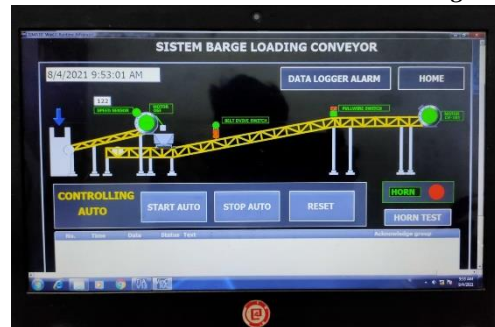 SISTEM BARGE LOADING CONVEYOR
8/4/2021 9:53:01 AM
DATA LOGGER ALARM
HOME
122
SPEED SENSOR
BELT SWAY SWITCH
PULLWIRE SWITCH
CONTROLLING
AUTO
START AUTO
STOP AUTO
RESET
HORN
HORN TEST
No. Time Date Status Text Acknowledge group